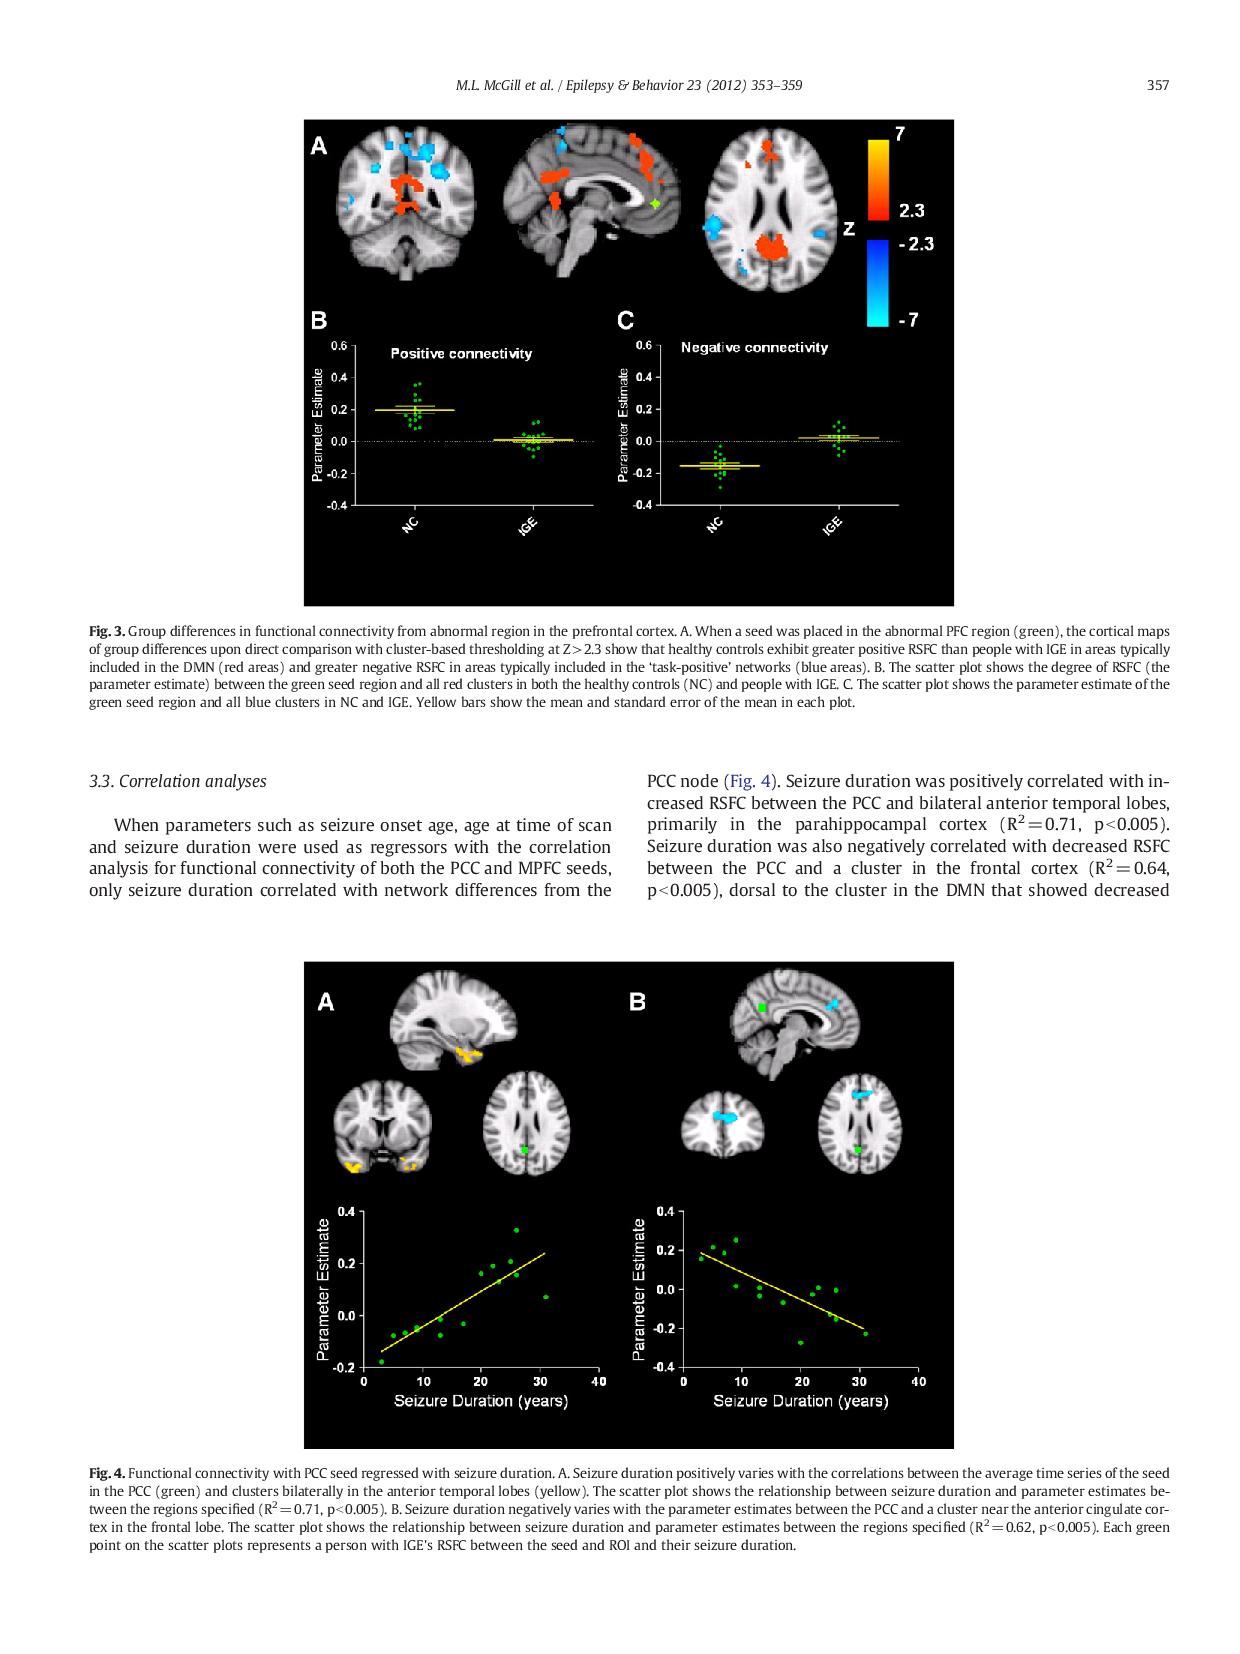 M.L. McGill et al. / Epilepsy & Behavior 23 (2012) 353–359
357
A
7
2.3
Z
-2.3
-7
B
C
Positive connectivity
Negative connectivity
Parameter Estimate
0.6
0.4
0.2
0.0
-0.2
-0.4
NC
IGE
Parameter Estimate
0.6
0.4
0.2
0.0
-0.2
-0.4
NC
IGE
Fig. 3. Group differences in functional connectivity from abnormal region in the prefrontal cortex. A. When a seed was placed in the abnormal PFC region (green), the cortical maps
of group differences upon direct comparison with cluster-based thresholding at Z>2.3 show that healthy controls exhibit greater positive RSFC than people with IGE in areas typically
included in the DMN (red areas) and greater negative RSFC in areas typically included in the ‘task-positive’ networks (blue areas). B. The scatter plot shows the degree of RSFC (the
parameter estimate) between the green seed region and all red clusters in both the healthy controls (NC) and people with IGE. C. The scatter plot shows the parameter estimate of the
green seed region and all blue clusters in NC and IGE. Yellow bars show the mean and standard error of the mean in each plot.
3.3. Correlation analyses
When parameters such as seizure onset age, age at time of scan
and seizure duration were used as regressors with the correlation
analysis for functional connectivity of both the PCC and MPFC seeds,
only seizure duration correlated with network differences from the
PCC node (Fig. 4). Seizure duration was positively correlated with in-
creased RSFC between the PCC and bilateral anterior temporal lobes,
primarily in the parahippocampal cortex (R2=0.71, p<0.005).
Seizure duration was also negatively correlated with decreased RSFC
between the PCC and a cluster in the frontal cortex (R2=0.64,
p<0.005), dorsal to the cluster in the DMN that showed decreased
A
B
Parameter Estimate
0.4
0.2
0.0
-0.2
0
10
20
30
40
Seizure Duration (years)
Parameter Estimate
0.4
0.2
0.0
-0.2
-0.4
0
10
20
30
40
Seizure Duration (years)
Fig. 4. Functional connectivity with PCC seed regressed with seizure duration. A. Seizure duration positively varies with the correlations between the average time series of the seed
in the PCC (green) and clusters bilaterally in the anterior temporal lobes (yellow). The scatter plot shows the relationship between seizure duration and parameter estimates be-
tween the regions specified (R2=0.71, p<0.005). B. Seizure duration negatively varies with the parameter estimates between the PCC and a cluster near the anterior cingulate cor-
tex in the frontal lobe. The scatter plot shows the relationship between seizure duration and parameter estimates between the regions specified (R2=0.62, p<0.005). Each green
point on the scatter plots represents a person with IGE's RSFC between the seed and ROI and their seizure duration.